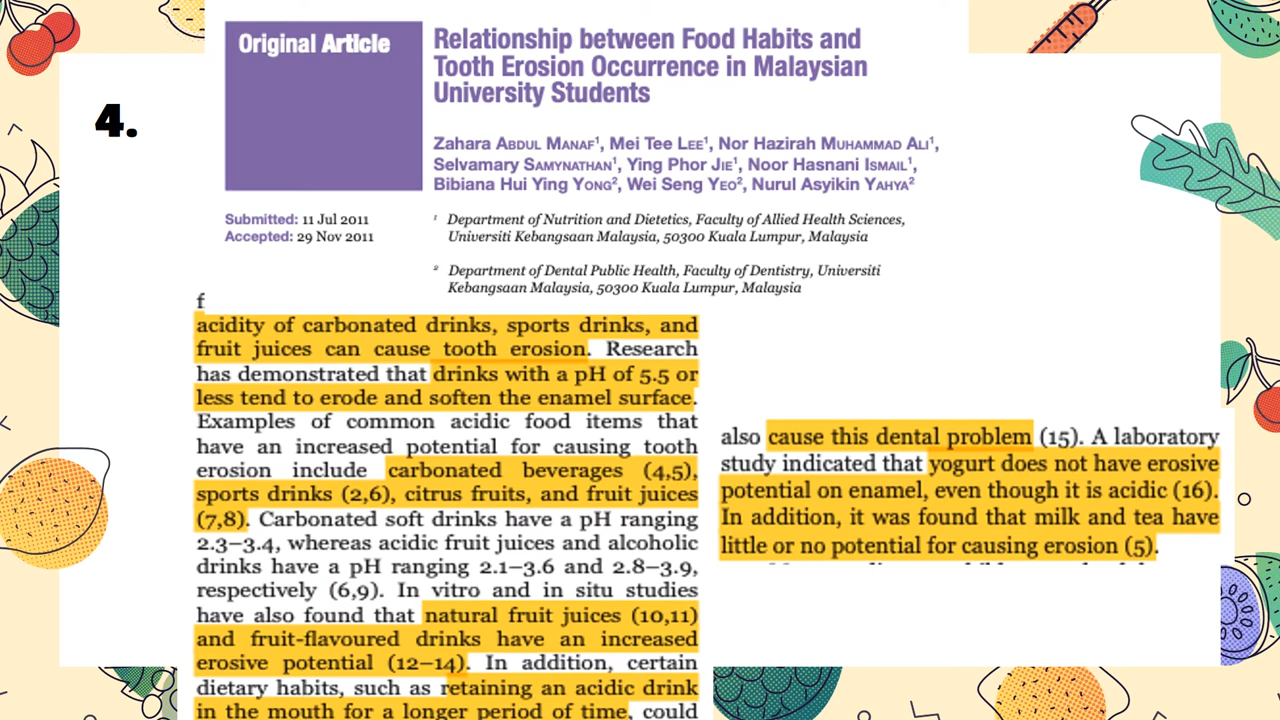 Original Article
Relationship between Food Habits and
Tooth Erosion Occurrence in Malaysian
University Students
4.
Zahara ABDUL MANAF¹, Mei Tee LEE¹, Nor Hazirah MUHAMMAD ALI¹,
Selvamary SAMYNATHAN¹, Ying Phor JIE¹, Noor Hasnani ISMAIL¹,
Bibiana Hui Ying YONG², Wei Seng YEO², Nurul Asyikin YAHYA²
Submitted: 11 Jul 2011
Accepted: 29 Nov 2011
¹ Department of Nutrition and Dietetics, Faculty of Allied Health Sciences,
Universiti Kebangsaan Malaysia, 50300 Kuala Lumpur, Malaysia
² Department of Dental Public Health, Faculty of Dentistry, Universiti
Kebangsaan Malaysia, 50300 Kuala Lumpur, Malaysia
f
acidity of carbonated drinks, sports drinks, and
fruit juices can cause tooth erosion. Research
has demonstrated that drinks with a pH of 5.5 or
less tend to erode and soften the enamel surface.
Examples of common acidic food items that
have an increased potential for causing tooth
erosion include carbonated beverages (4,5),
sports drinks (2,6), citrus fruits, and fruit juices
(7,8). Carbonated soft drinks have a pH ranging
2.3–3.4, whereas acidic fruit juices and alcoholic
drinks have a pH ranging 2.1–3.6 and 2.8–3.9,
respectively (6,9). In vitro and in situ studies
have also found that natural fruit juices (10,11)
and fruit-flavoured drinks have an increased
erosive potential (12–14). In addition, certain
dietary habits, such as retaining an acidic drink
in the mouth for a longer period of time, could
also cause this dental problem (15). A laboratory
study indicated that yogurt does not have erosive
potential on enamel, even though it is acidic (16).
In addition, it was found that milk and tea have
little or no potential for causing erosion (5).